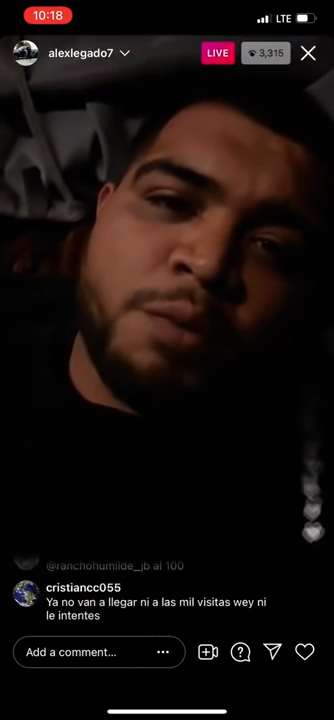 10:18
LTE
alexlegado7
LIVE
3,315
@ranchohumilde_jb al 100
cristiancc055
Ya no van a llegar ni a las mil visitas wey ni
le intentes
Add a comment...